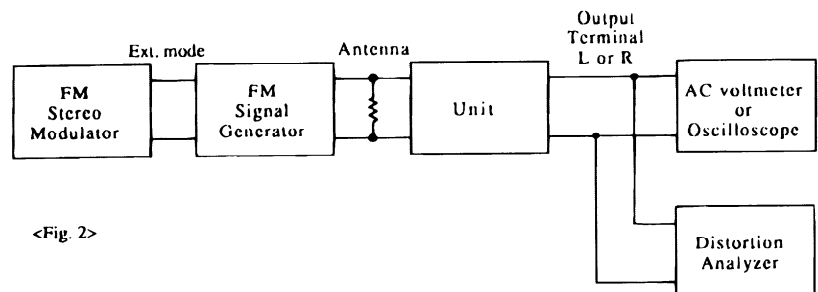 FM
Stereo
Modulator
Ext. mode
FM
Signal
Generator
Antenna
Unit
Output
Terminal
L or R
AC voltmeter
or
Oscilloscope
Distortion
Analyzer
<Fig. 2>